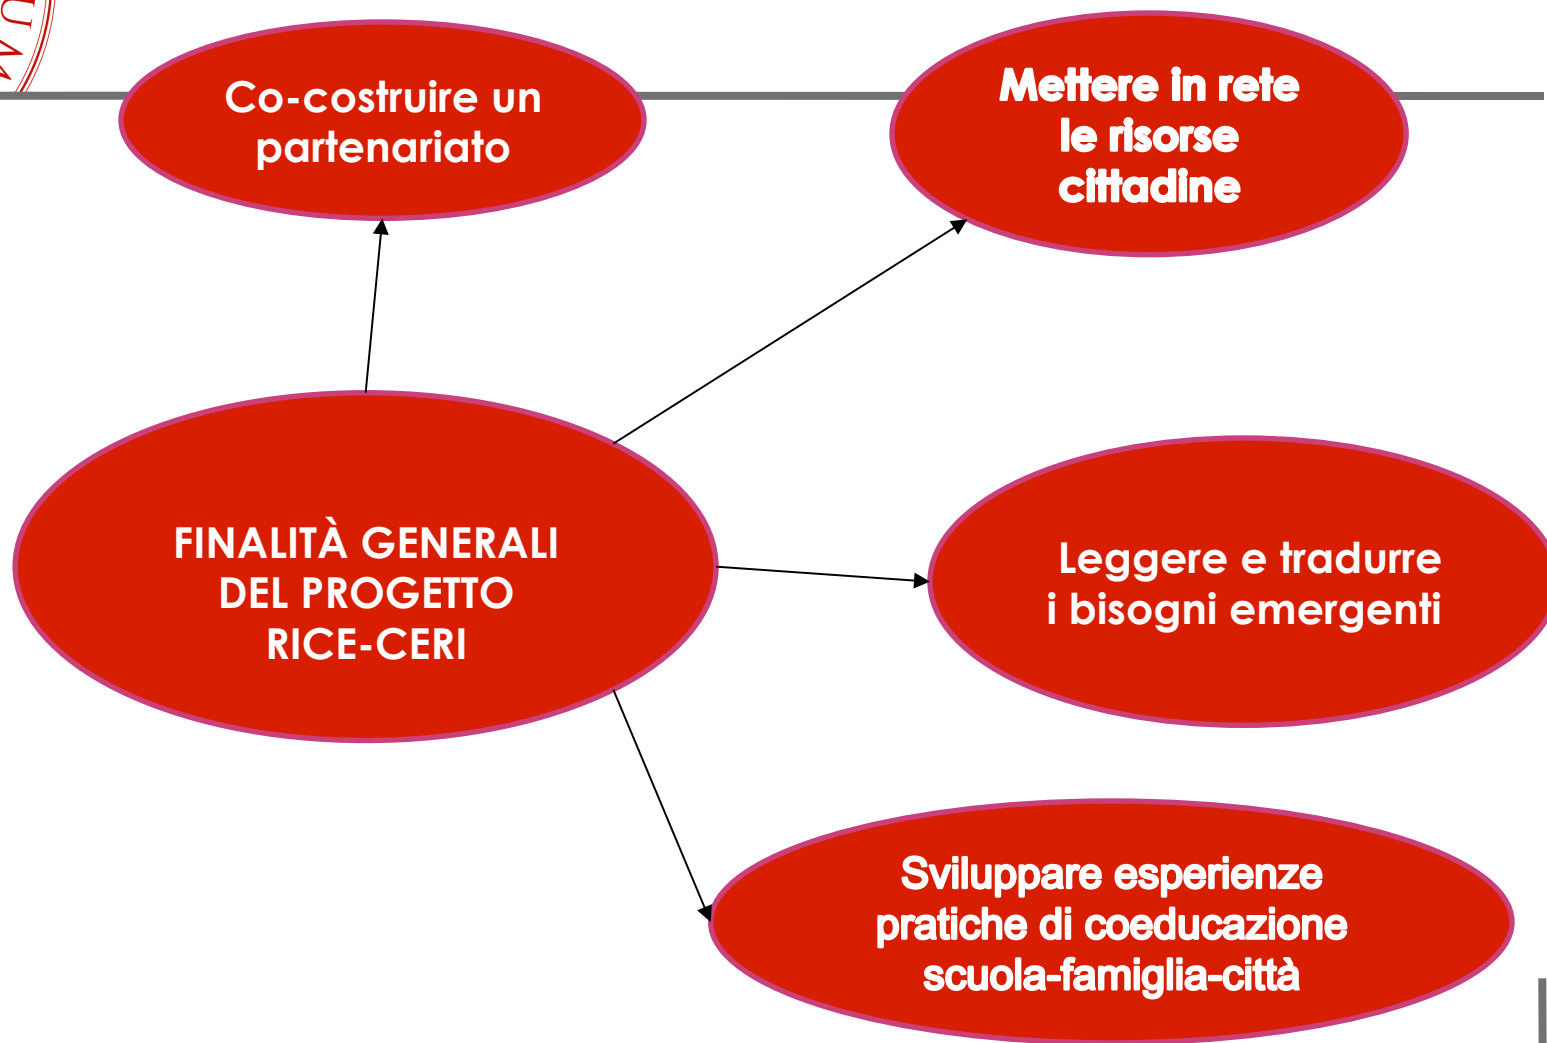 Co-costruire un
partenariato
Mettere in rete
le risorse
cittadine
FINALITÀ GENERALI
DEL PROGETTO
RICE-CERI
Leggere e tradurre
i bisogni emergenti
Sviluppare esperienze
pratiche di coeducazione
scuola-famiglia-città